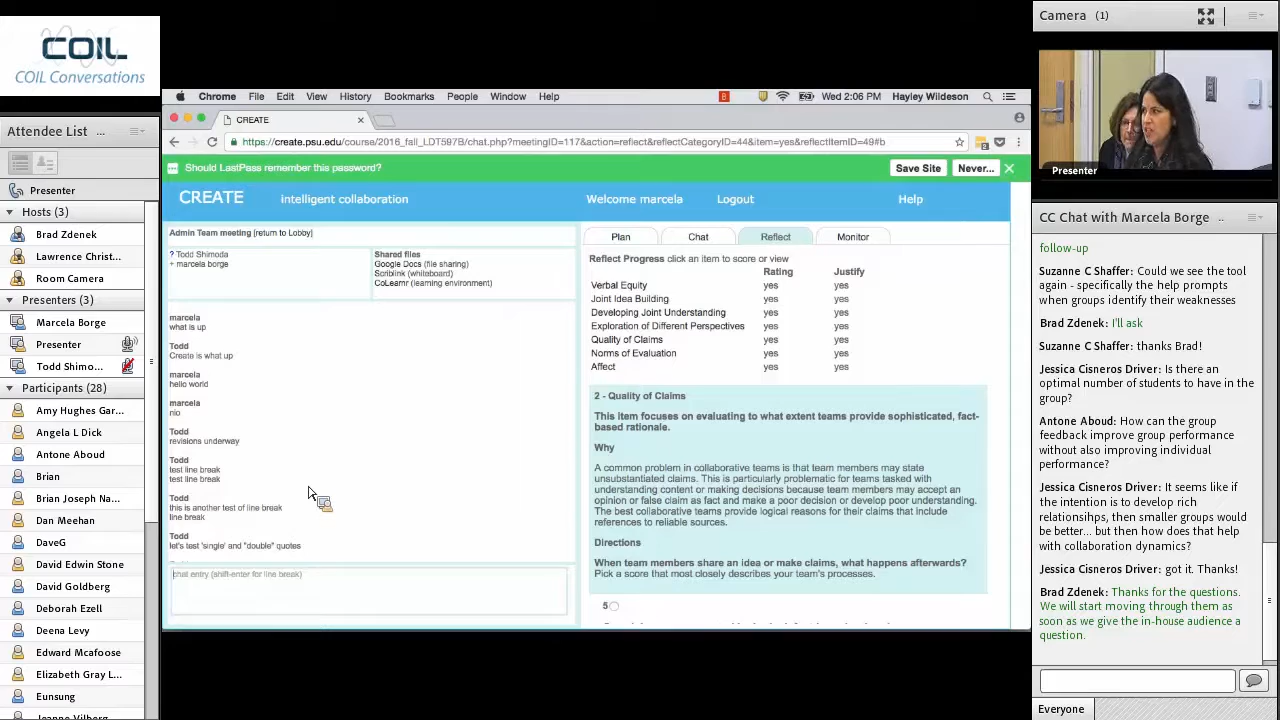 COIL
COIL Conversations
Attendee List ...
Presenter
Hosts (3)
Brad Zdenek
Lawrence Christ...
Room Camera
Presenters (3)
Marcela Borge
Presenter
Todd Shimo...
Participants (28)
Amy Hughes Gar...
Angela L Dick
Antone Aboud
Brian
Brian Joseph Na...
Dan Meehan
DaveG
David Edwin Stone
David Goldberg
Deborah Ezell
Deena Levy
Edward Mcafoose
Elizabeth Gray L...
Eunsung
Jeanne Vilberg
Chrome File Edit View History Bookmarks People Window Help
Wed 2:06 PM Hayley Wildeson
CREATE
https://create.psu.edu/course/2016_fall_LDT597B/chat.php?meetingID=117&action=reflect&reflectCategoryID=44&item=yes&reflectItemID=49#b
Should LastPass remember this password?
Save Site Never...
CREATE intelligent collaboration Welcome marcela Logout Help
Admin Team meeting [return to Lobby]
? Todd Shimoda
+ marcela borge
Shared files
Google Docs (file sharing)
Scriblink (whiteboard)
CoLearnr (learning environment)
marcela
what is up
Todd
Create is what up
marcela
hello world
marcela
nio
Todd
revisions underway
Todd
test line break
test line break
Todd
this is another test of line break
line break
Todd
let's test 'single' and "double" quotes
chat entry (shift-enter for line break)
Plan Chat Reflect Monitor
Reflect Progress click an item to score or view
Rating Justify
Verbal Equity yes yes
Joint Idea Building yes yes
Developing Joint Understanding yes yes
Exploration of Different Perspectives yes yes
Quality of Claims yes yes
Norms of Evaluation yes yes
Affect yes yes
2 - Quality of Claims
This item focuses on evaluating to what extent teams provide sophisticated, fact-
based rationale.
Why
A common problem in collaborative teams is that team members may state
unsubstantiated claims. This is particularly problematic for teams tasked with
understanding content or making decisions because team members may accept an
opinion or false claim as fact and make a poor decision or develop poor understanding.
The best collaborative teams provide logical reasons for their claims that include
references to reliable sources.
Directions
When team members share an idea or make claims, what happens afterwards?
Pick a score that most closely describes your team's processes.
5
Camera (1)
Presenter
CC Chat with Marcela Borge ..
follow-up
Suzanne C Shaffer: Could we see the tool
again - specifically the help prompts
when groups identify their weaknesses
Brad Zdenek: I'll ask
Suzanne C Shaffer: thanks Brad!
Jessica Cisneros Driver: Is there an
optimal number of students to have in the
group?
Antone Aboud: How can the group
feedback improve group performance
without also improving individual
performance?
Jessica Cisneros Driver: It seems like if
the intention is to develop rich
relationsihps, then smaller groups would
be better... but then how does that help
with collaboration dynamics?
Jessica Cisneros Driver: got it. Thanks!
Brad Zdenek: Thanks for the questions.
We will start moving through them as
soon as we give the in-house audience a
question.
Everyone